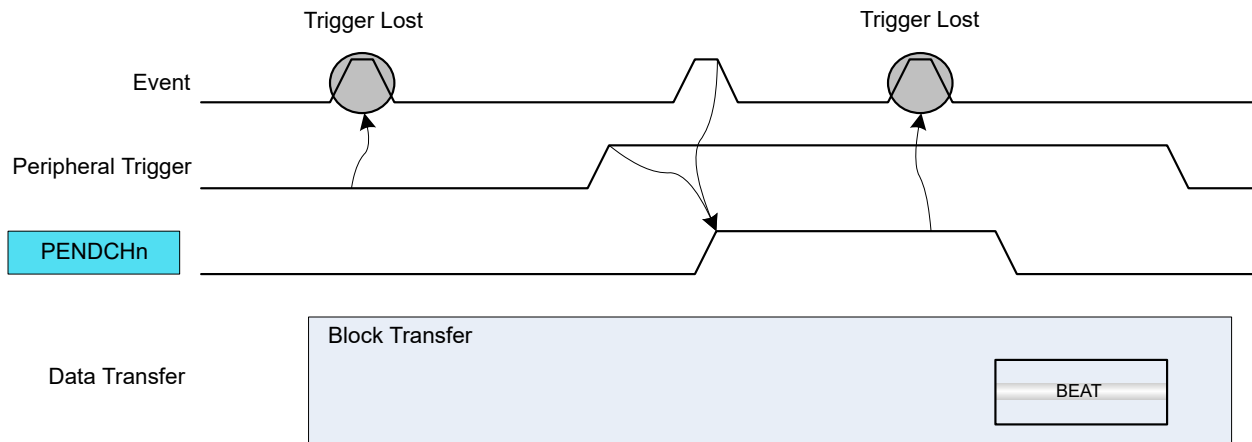 Trigger Lost
Trigger Lost
Event
Peripheral Trigger
PENDCHn
Block Transfer
Data Transfer
BEAT